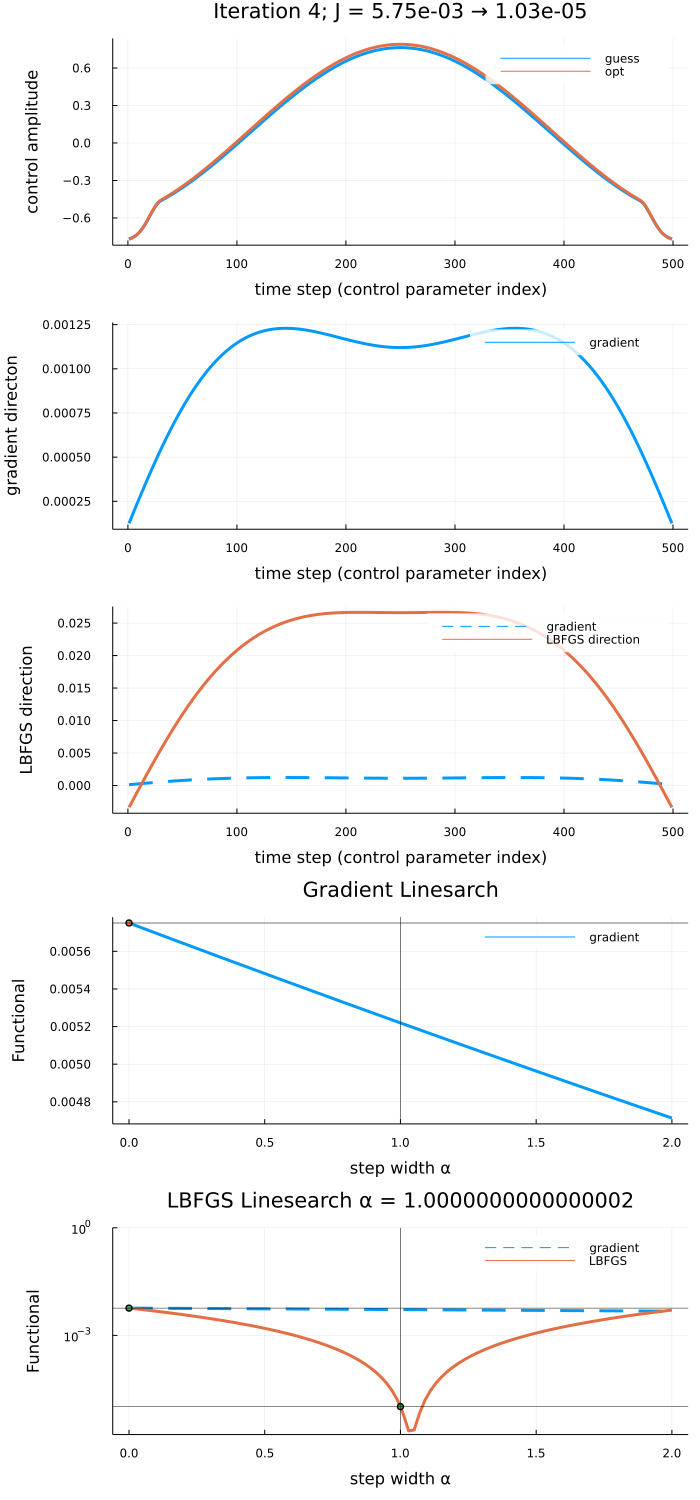 Iteration 4; J = 5.75e-03 → 1.03e-05
control amplitude
0.6
0.3
0.0
−0.3
−0.6
guess
opt
0 100 200 300 400 500
time step (control parameter index)
gradient directon
0.00125
0.00100
0.00075
0.00050
0.00025
gradient
0 100 200 300 400 500
time step (control parameter index)
LBFGS direction
0.025
0.020
0.015
0.010
0.005
0.000
gradient
LBFGS direction
0 100 200 300 400 500
time step (control parameter index)
Gradient Linesarch
Functional
0.0056
0.0054
0.0052
0.0050
0.0048
gradient
0.0 0.5 1.0 1.5 2.0
step width α
LBFGS Linesearch α = 1.0000000000000002
Functional
10⁰
10⁻³
gradient
LBFGS
0.0 0.5 1.0 1.5 2.0
step width α